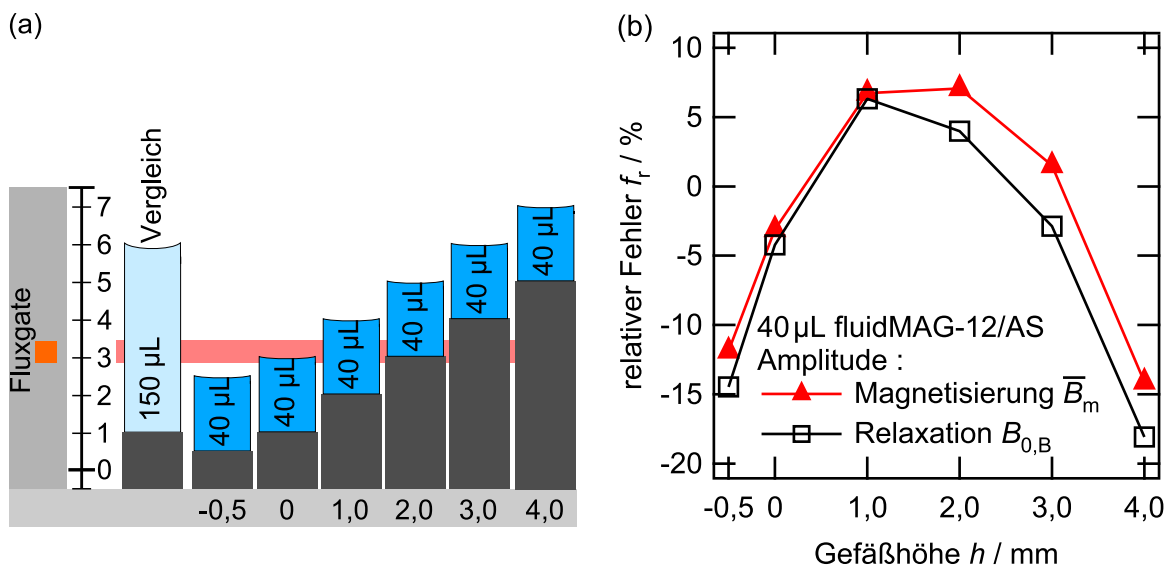 (a)
Fluxgate
7
6
5
4
3
2
1
0
Vergleich
150 µL
40 µL
40 µL
40 µL
40 µL
40 µL
40 µL
-0,5 0 1,0 2,0 3,0 4,0
(b)
relativer Fehler fr / %
10
5
0
-5
-10
-15
-20
40 µL fluidMAG-12/AS
Amplitude :
Magnetisierung B̅m
Relaxation B0,B
-0,5 0 1,0 2,0 3,0 4,0
Gefäßhöhe h / mm